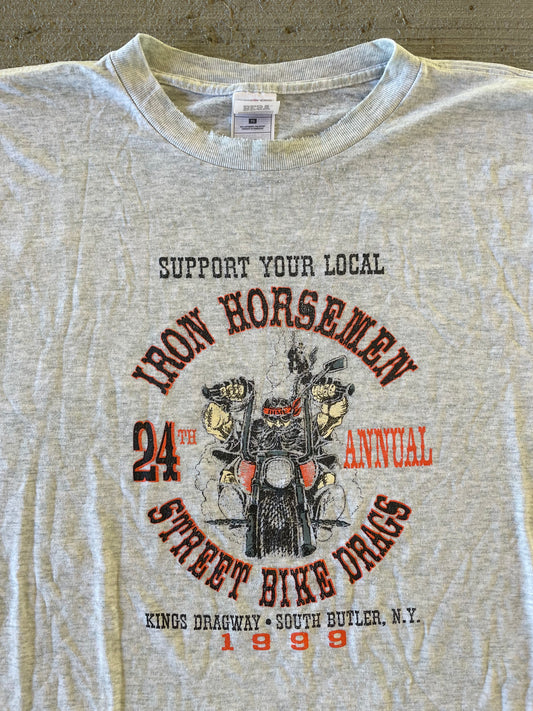 SUPPORT YOUR LOCAL
IRON HORSEMEN
24TH ANNUAL
STREET BIKE DRAGS
KINGS DRAGWAY • SOUTH BUTLER, N.Y.
1999